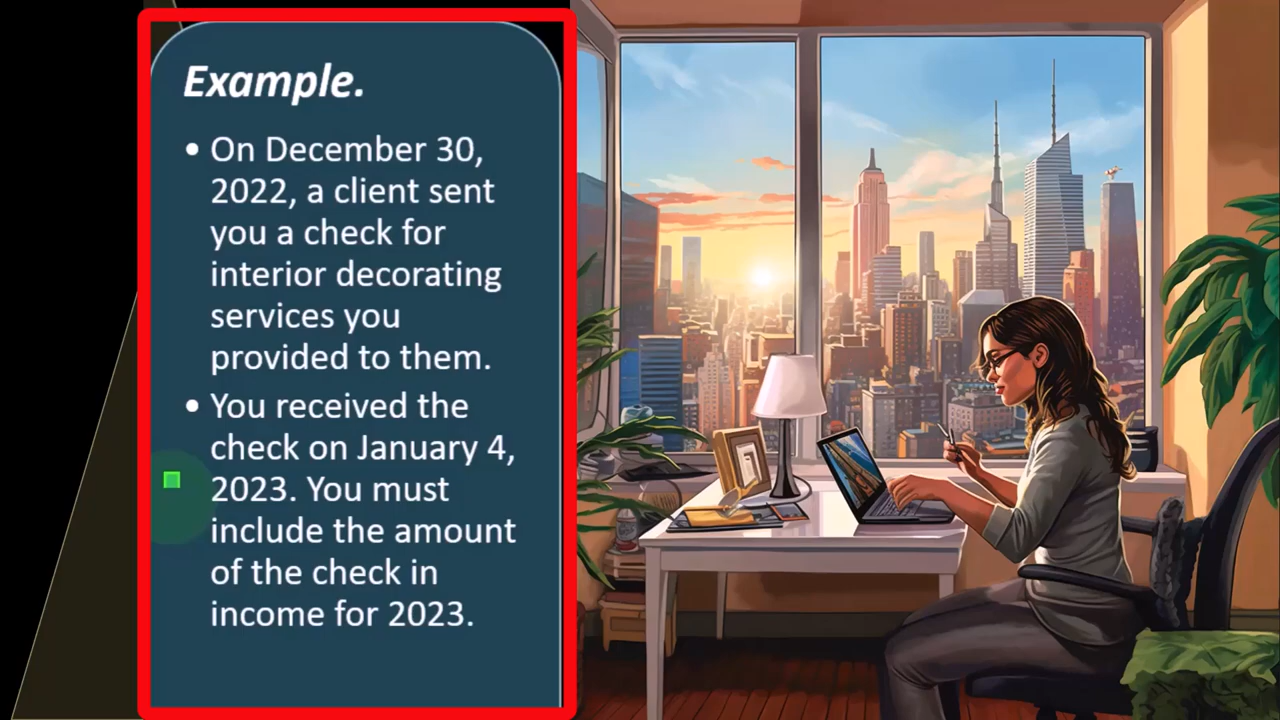 Example.
• On December 30,
2022, a client sent
you a check for
interior decorating
services you
provided to them.
• You received the
check on January 4,
2023. You must
include the amount
of the check in
income for 2023.